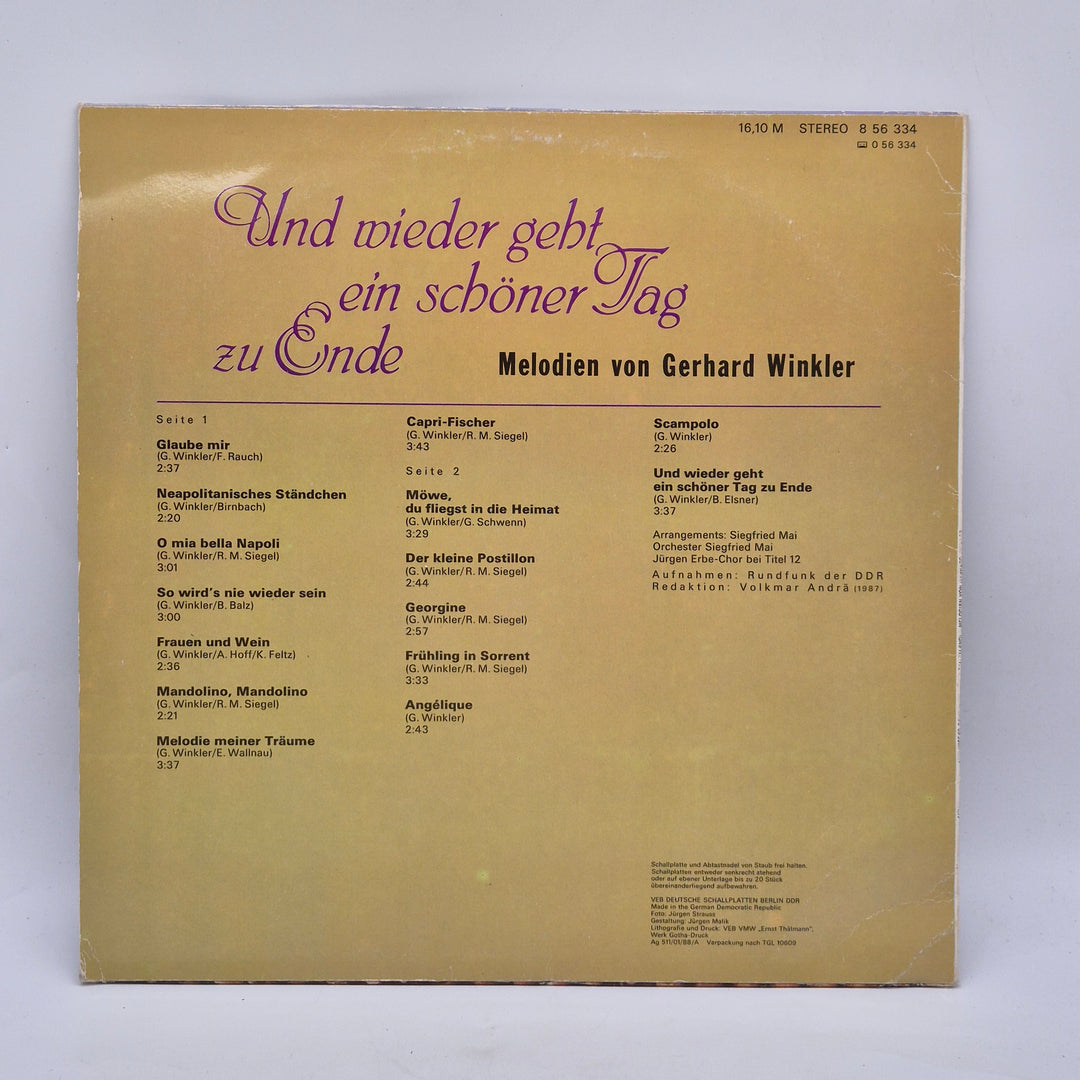 16,10 M STEREO 8 56 334
0 56 334
Und wieder geht
ein schöner Tag
zu Ende
Melodien von Gerhard Winkler
Seite 1
Glaube mir
(G. Winkler/F. Rauch)
2:37
Neapolitanisches Ständchen
(G. Winkler/Birnbach)
2:20
O mia bella Napoli
(G. Winkler/R. M. Siegel)
3:01
So wird's nie wieder sein
(G. Winkler/B. Balz)
3:00
Frauen und Wein
(G. Winkler/A. Hoff/K. Feltz)
2:36
Mandolino, Mandolino
(G. Winkler/R. M. Siegel)
2:21
Melodie meiner Träume
(G. Winkler/E. Wallnau)
3:37
Capri-Fischer
(G. Winkler/R. M. Siegel)
3:43
Seite 2
Möwe,
du fliegst in die Heimat
(G. Winkler/G. Schwenn)
3:29
Der kleine Postillon
(G. Winkler/R. M. Siegel)
2:44
Georgine
(G. Winkler/R. M. Siegel)
2:57
Frühling in Sorrent
(G. Winkler/R. M. Siegel)
3:33
Angélique
(G. Winkler)
2:43
Scampolo
(G. Winkler)
2:26
Und wieder geht
ein schöner Tag zu Ende
(G. Winkler/B. Elsner)
3:37
Arrangements: Siegfried Mai
Orchester Siegfried Mai
Jürgen Erbe-Chor bei Titel 12
Aufnahmen: Rundfunk der DDR
Redaktion: Volkmar Andrä (1987)
Schallplatte und Abtastnadel von Staub frei halten.
Schallplatten entweder senkrecht stehend
oder auf ebener Unterlage bis zu 20 Stück
übereinanderliegend aufbewahren.
VEB DEUTSCHE SCHALLPLATTEN BERLIN DDR
Made in the German Democratic Republic
Foto: Jürgen Strauss
Gestaltung: Jürgen Malik
Lithografie und Druck: VEB VMW „Ernst Thälmann",
Werk Gotha-Druck
Ag 511/01/88/A Verpackung nach TGL 10609